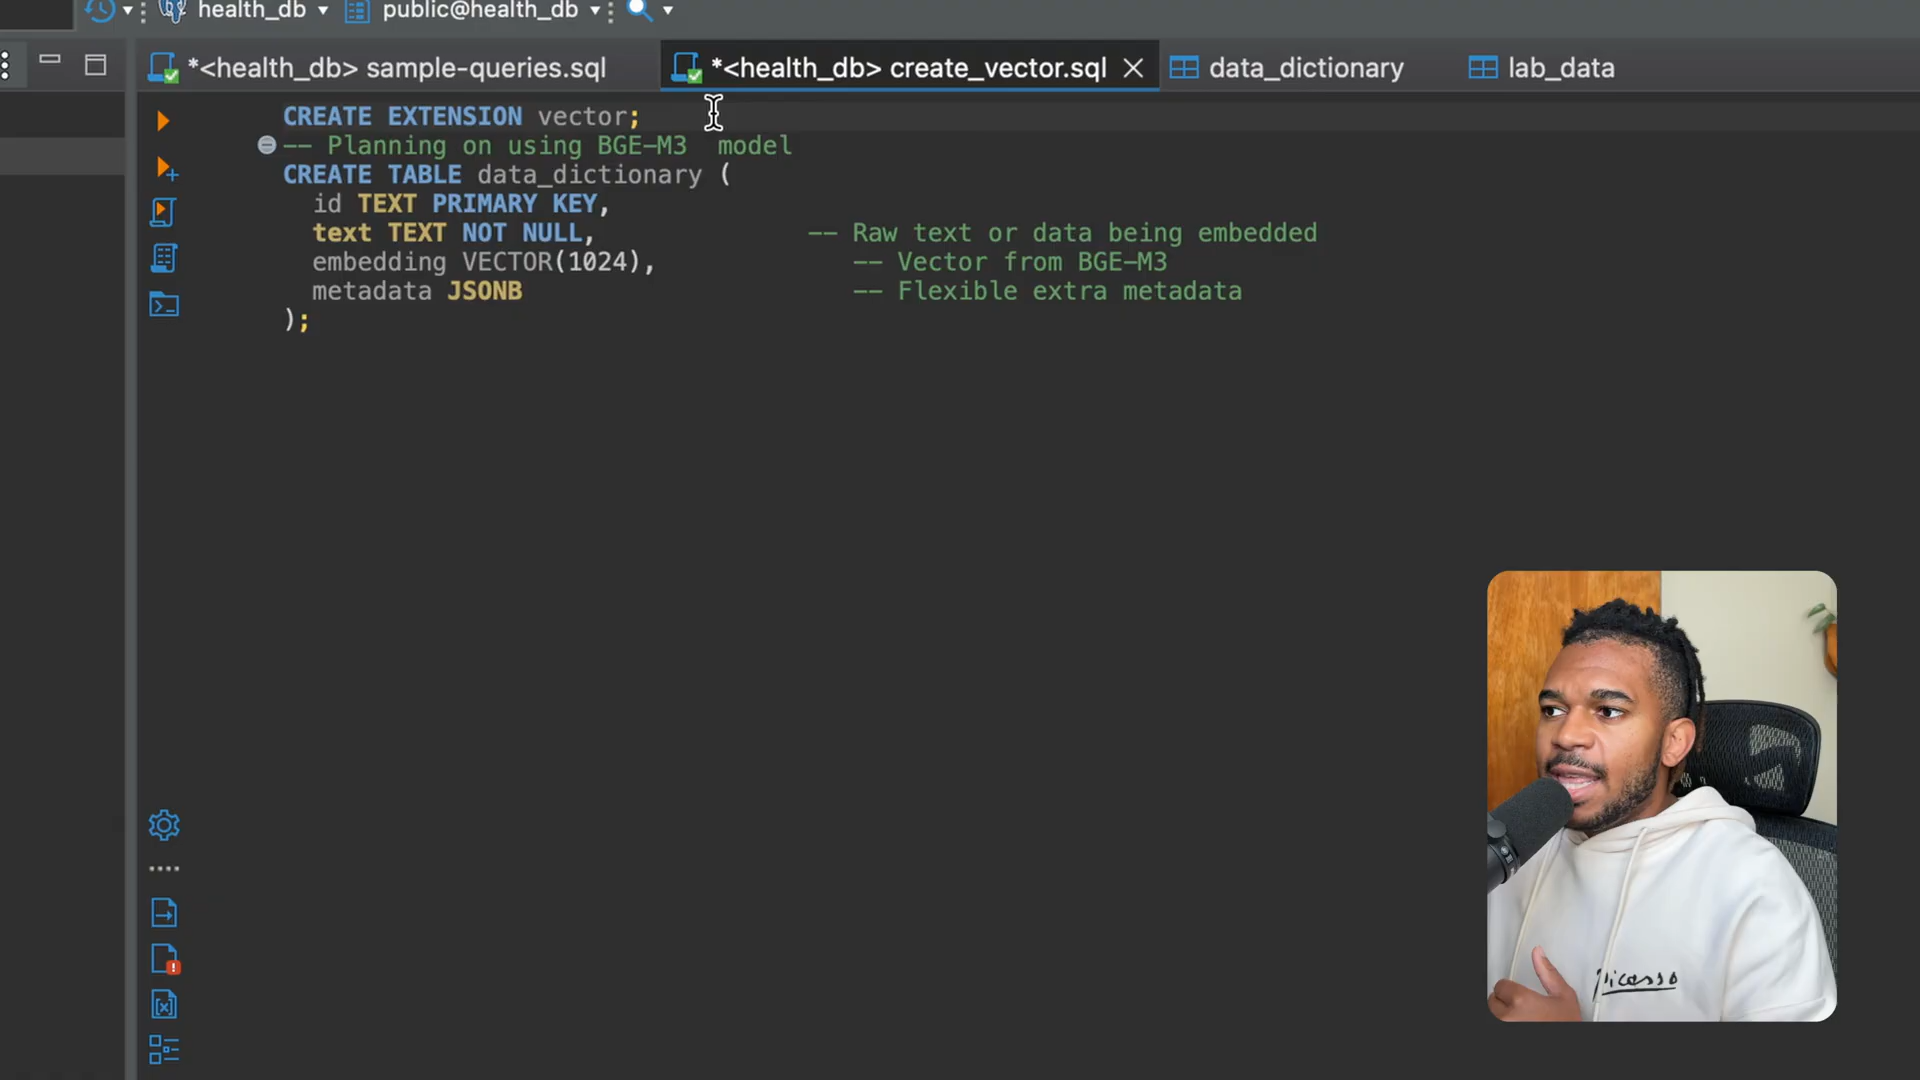 health_db public@health_db
*<health_db> sample-queries.sql *<health_db> create_vector.sql data_dictionary lab_data
CREATE EXTENSION vector;
-- Planning on using BGE-M3  model
CREATE TABLE data_dictionary (
id TEXT PRIMARY KEY,
text TEXT NOT NULL, -- Raw text or data being embedded
embedding VECTOR(1024), -- Vector from BGE-M3
metadata JSONB -- Flexible extra metadata
);
Picasso